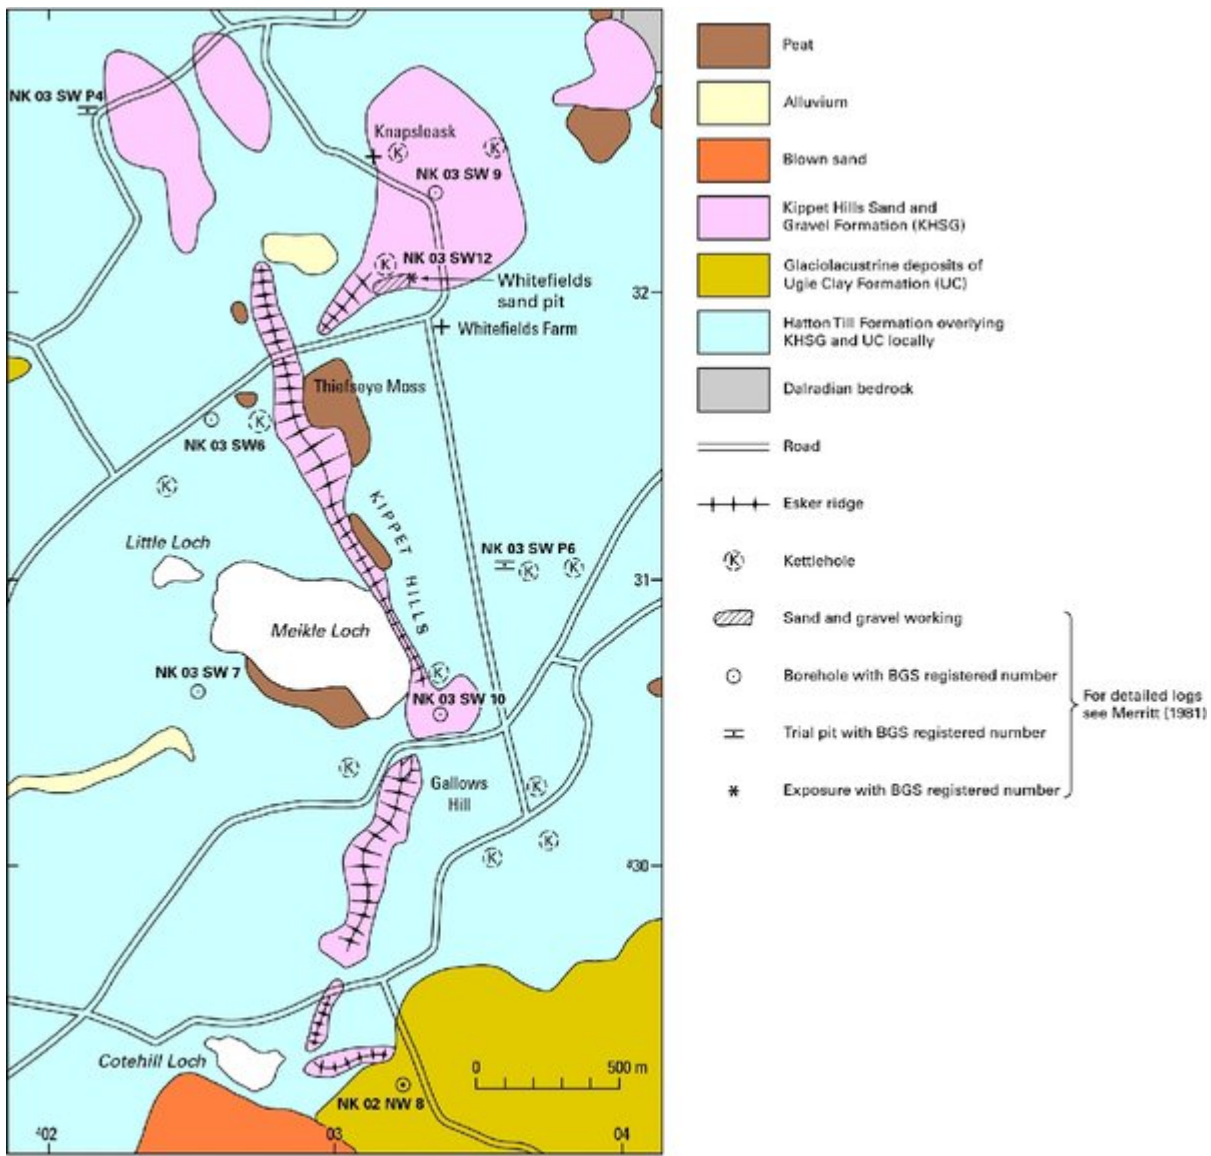 NK 03 SW P4
Knapsleask
K
K
NK 03 SW 9
K
NK 03 SW12
Whitefields
sand pit
32
Whitefields Farm
Thiefseye Moss
K
NK 03 SW6
K
KIPPET HILLS
Little Loch
NK 03 SW P6
K
K
31
Meikle Loch
K
NK 03 SW 7
NK 03 SW 10
K
Gallows
Hill
K
K
K
⁸30
Cotehill Loch
0
500 m
NK 02 NW 8
⁴02
03
04
Peat
Alluvium
Blown sand
Kippet Hills Sand and
Gravel Formation (KHSG)
Glaciolacustrine deposits of
Ugie Clay Formation (UC)
Hatton Till Formation overlying
KHSG and UC locally
Dalradian bedrock
Road
Esker ridge
K
Kettlehole
Sand and gravel working
Borehole with BGS registered number
Trial pit with BGS registered number
Exposure with BGS registered number
For detailed logs
see Merritt (1981)